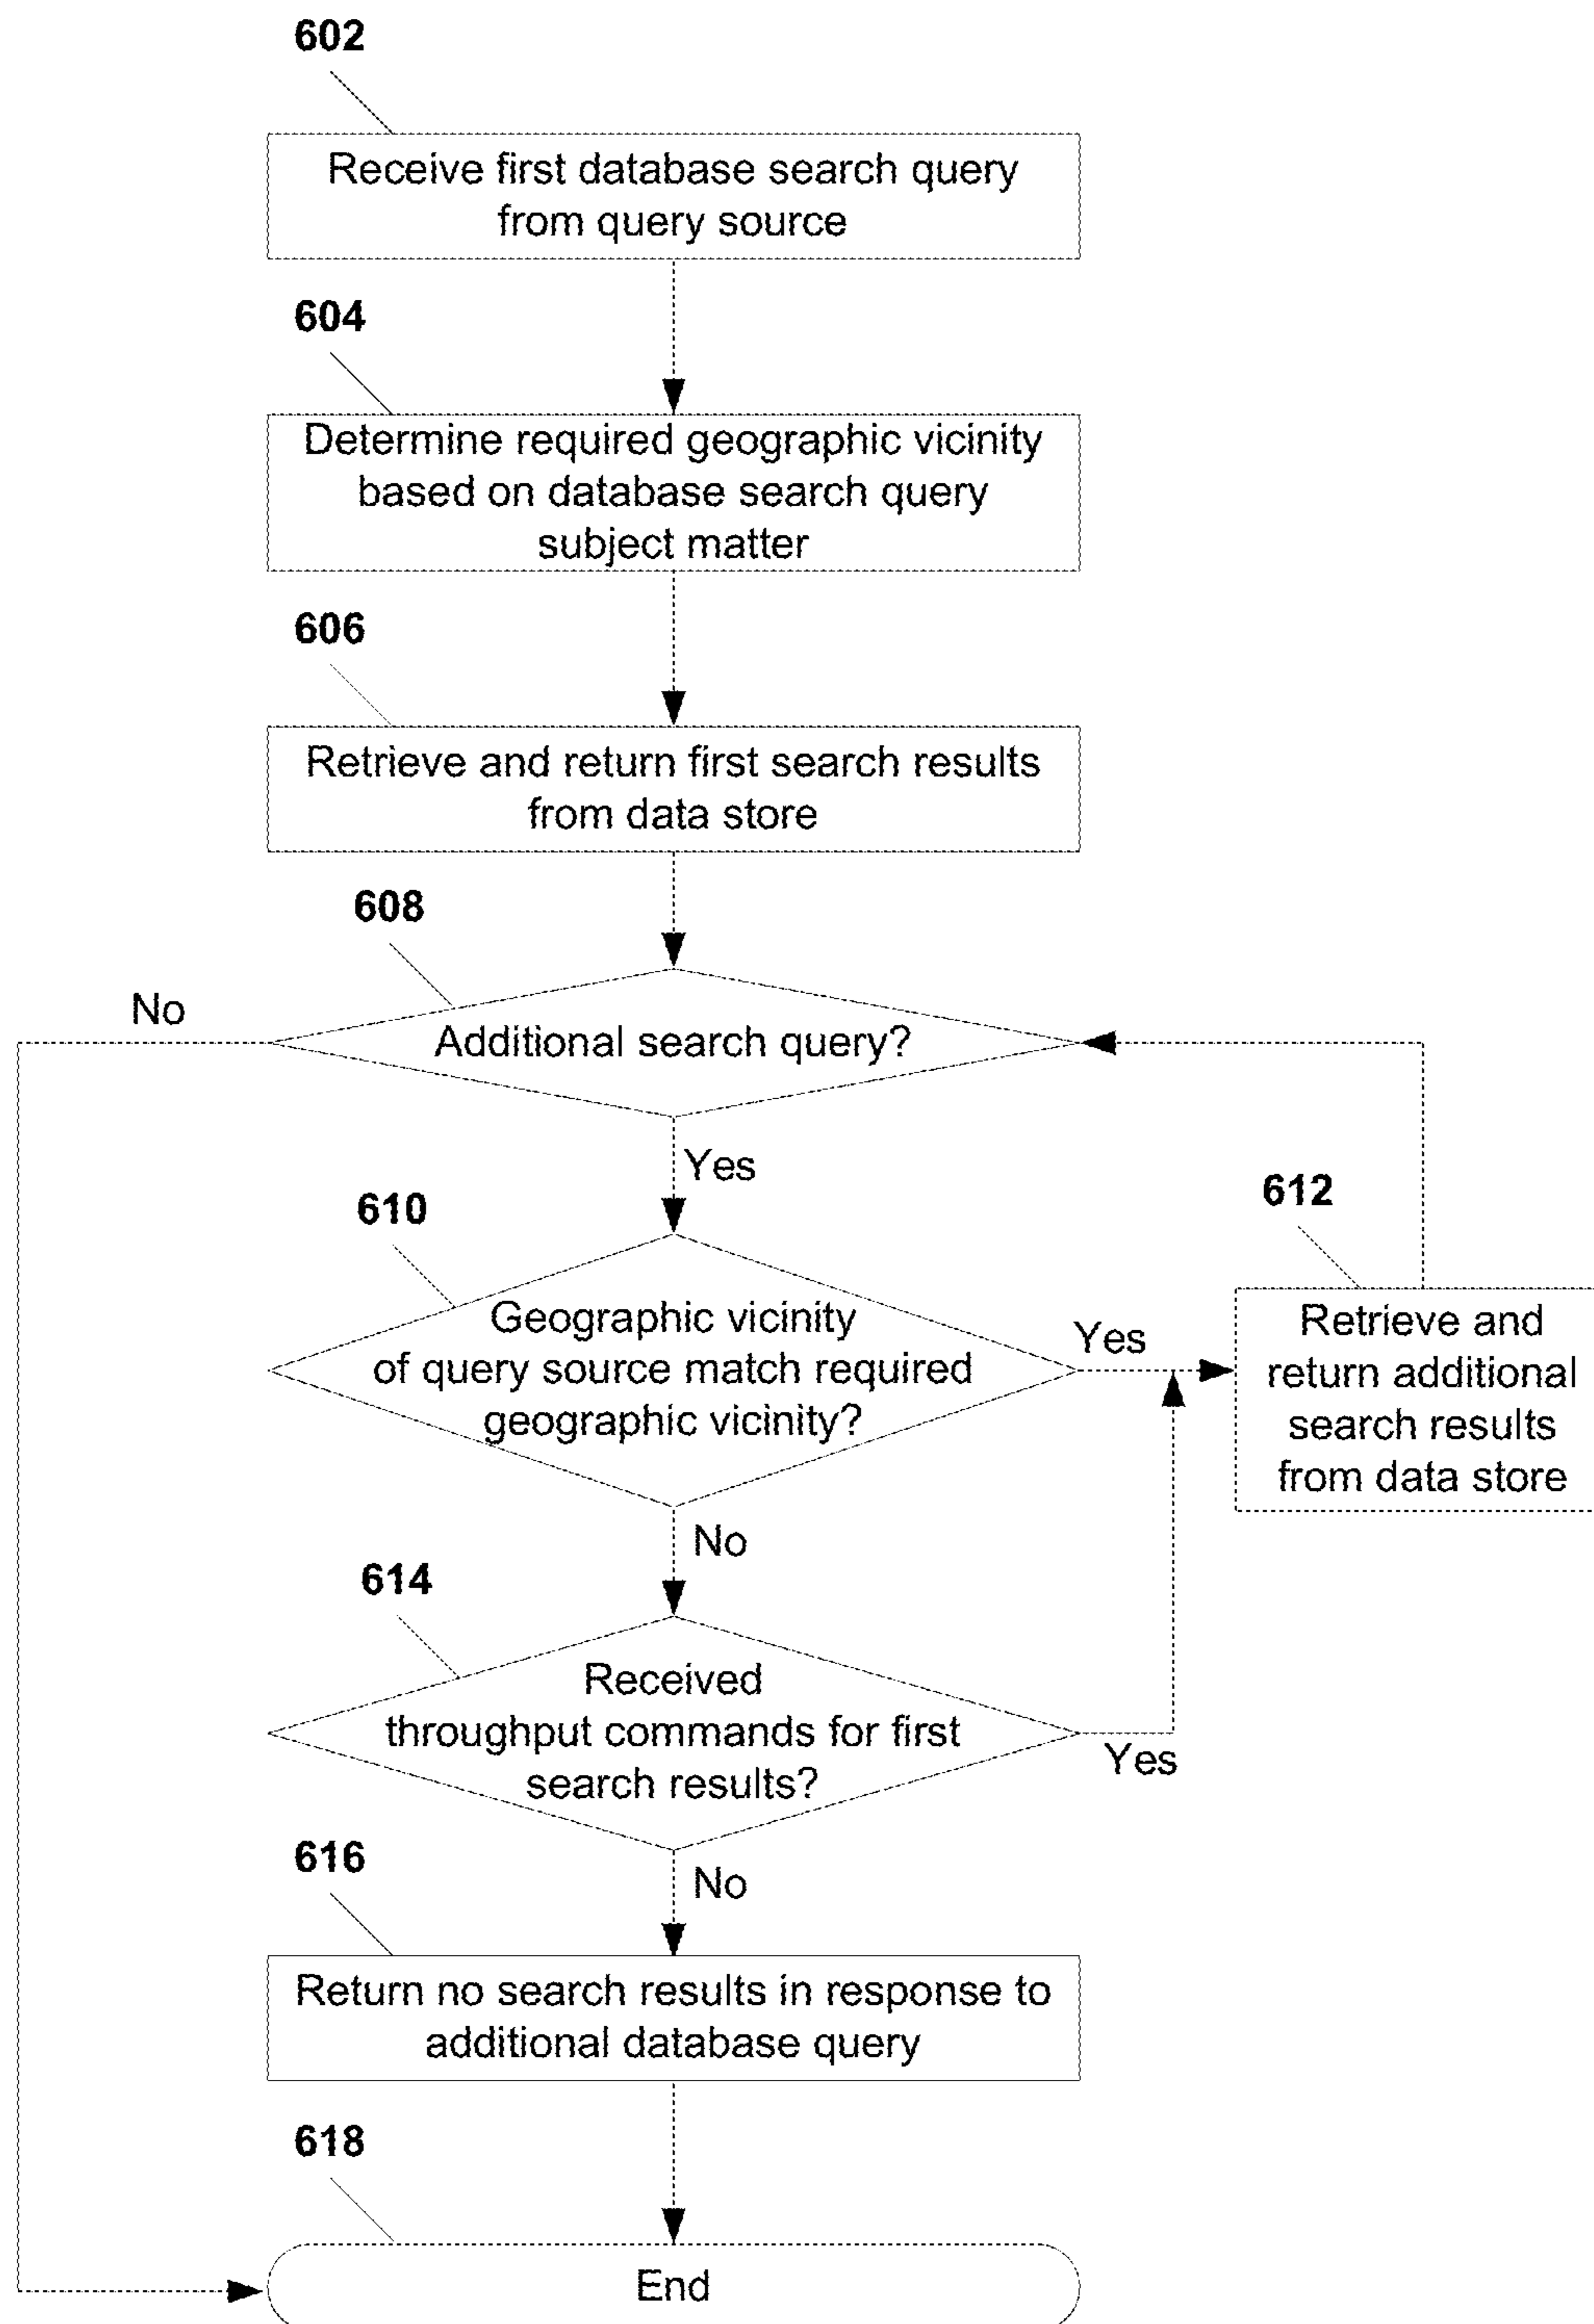 602
Receive first database search query
from query source
604
Determine required geographic vicinity
based on database search query
subject matter
606
Retrieve and return first search results
from data store
608
No
Additional search query?
Yes
610
612
Geographic vicinity
of query source match required
geographic vicinity?
Yes
Retrieve and
return additional
search results
from data store
No
614
Received
throughput commands for first
search results?
Yes
616
No
Return no search results in response to
additional database query
618
End